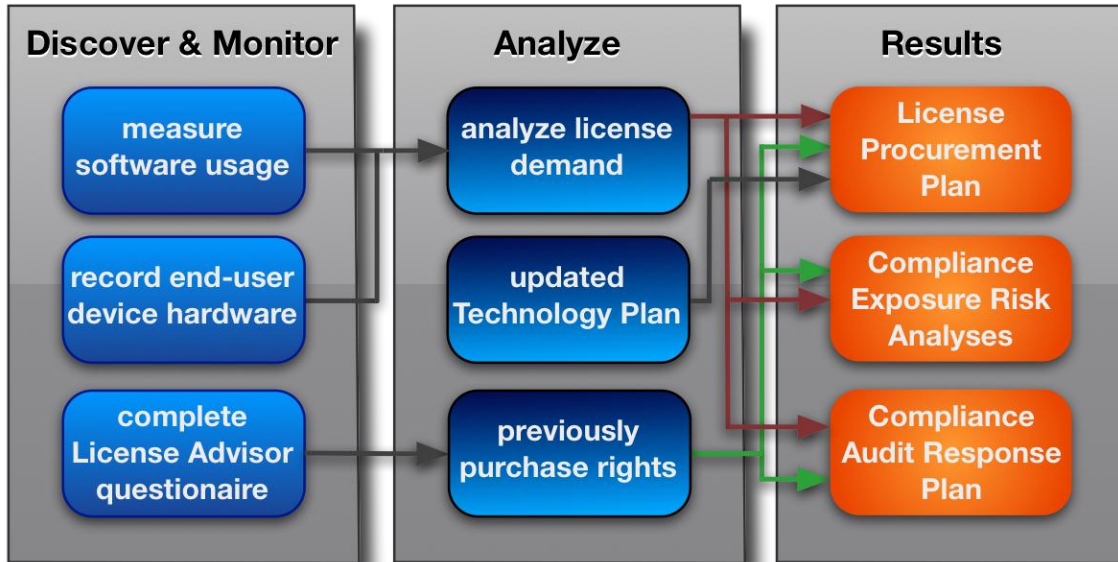 Discover & Monitor
measure
software usage
record end-user
device hardware
complete
License Advisor
questionaire
Analyze
analyze license
demand
updated
Technology Plan
previously
purchase rights
Results
License
Procurement
Plan
Compliance
Exposure Risk
Analyses
Compliance
Audit Response
Plan